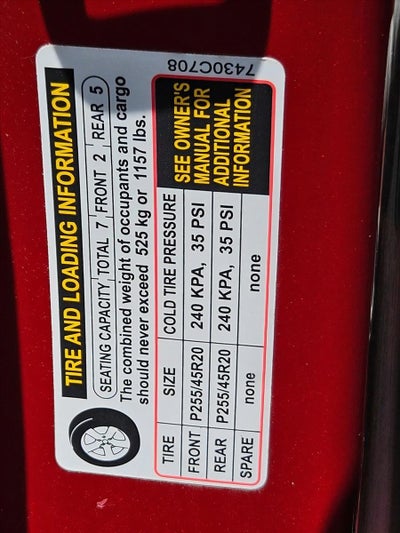 TIRE AND LOADING INFORMATION
SEATING CAPACITY TOTAL 7 FRONT 2 REAR 5
The combined weight of occupants and cargo
should never exceed 525 kg or 1157 lbs.
TIRE SIZE COLD TIRE PRESSURE
FRONT P255/45R20 240 KPA, 35 PSI
REAR P255/45R20 240 KPA, 35 PSI
SPARE none none
SEE OWNER'S
MANUAL FOR
ADDITIONAL
INFORMATION
7430C708